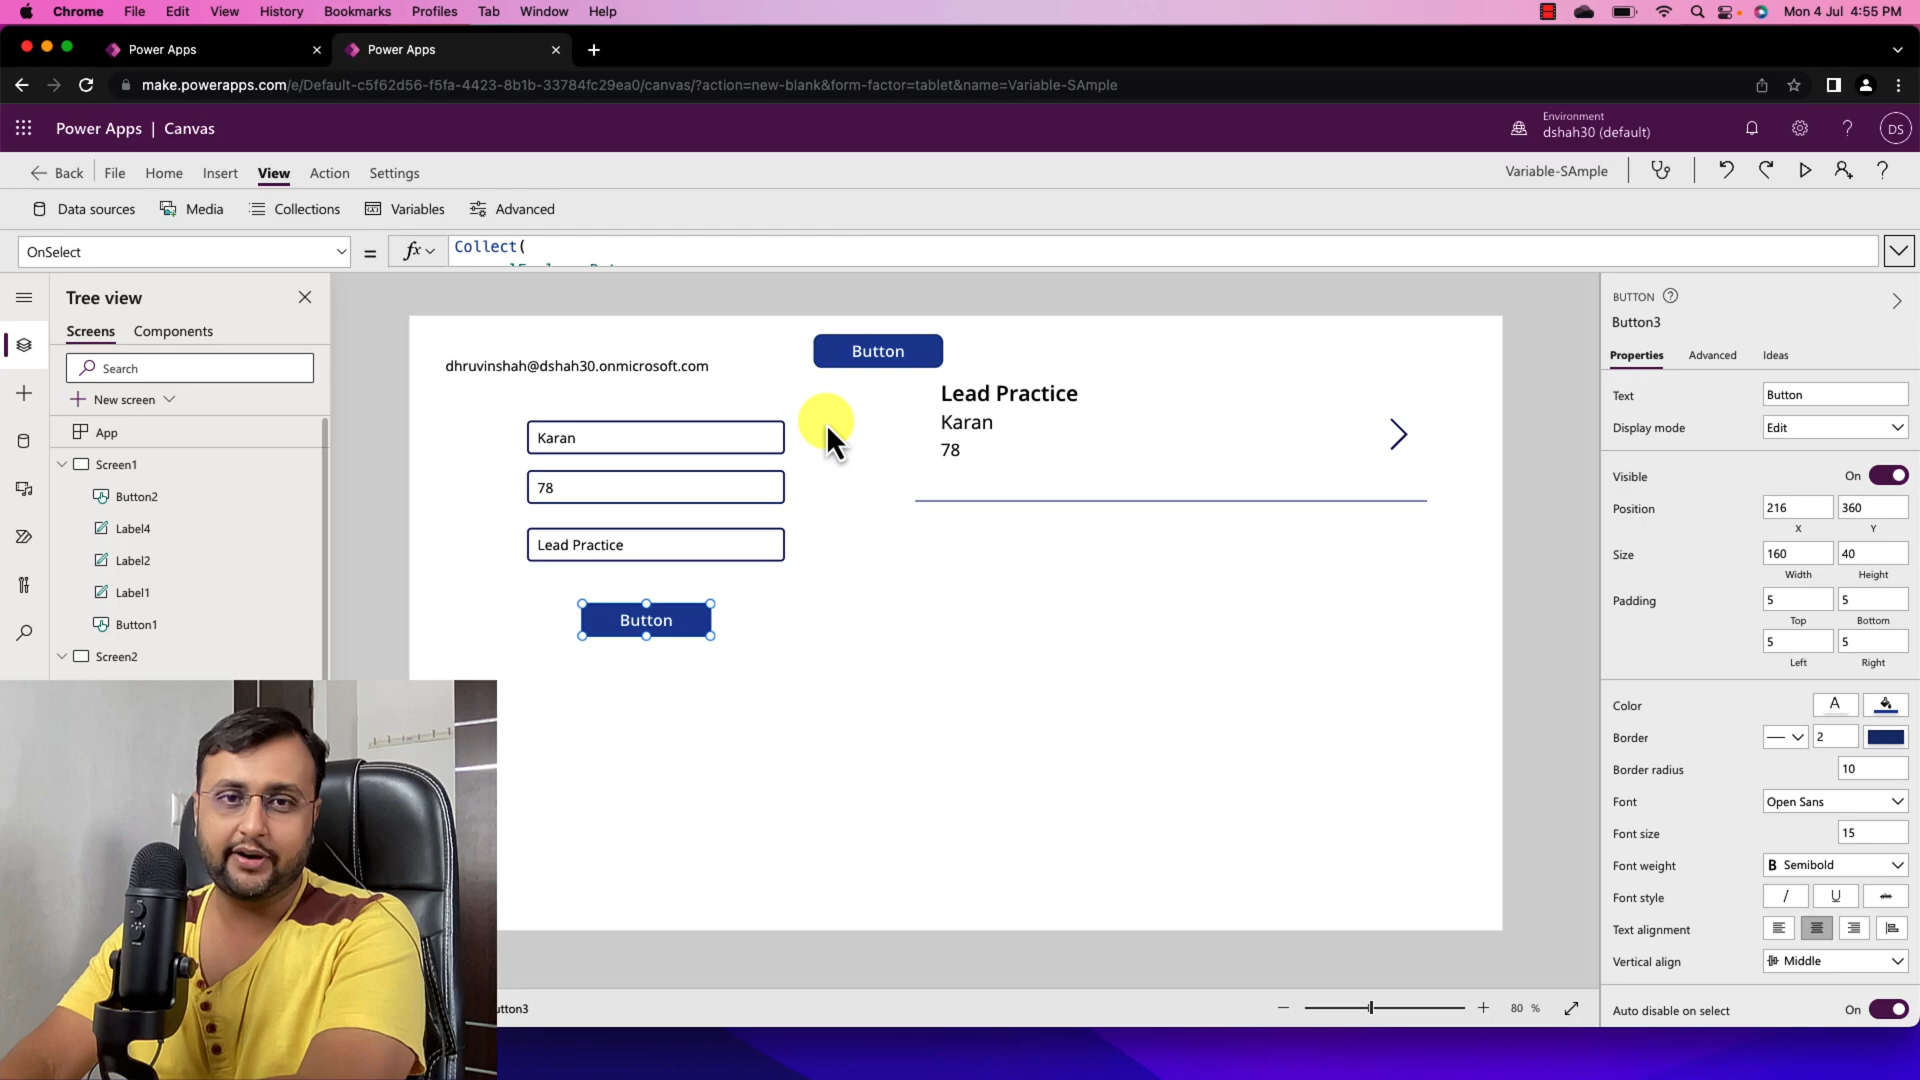 Chrome File Edit View History Bookmarks Profiles Tab Window Help Mon 4 Jul 4:55 PM
Power Apps Power Apps
make.powerapps.com/e/Default-c5f62d56-f5fa-4423-8b1b-33784fc29ea0/canvas/?action=new-blank&form-factor=tablet&name=Variable-SAmple
Power Apps | Canvas
Environment
dshah30 (default)
DS
Back File Home Insert View Action Settings
Variable-SAmple
Data sources Media Collections Variables Advanced
OnSelect = fx Collect(
Tree view
Screens Components
Search
New screen
App
Screen1
Button2
Label4
Label2
Label1
Button1
Screen2
Button
dhruvinshah@dshah30.onmicrosoft.com
Karan
78
Lead Practice
Button
Lead Practice
Karan
78
utton3
80 %
BUTTON
Button3
Properties Advanced Ideas
Text Button
Display mode Edit
Visible On
Position 216 360
X Y
Size 160 40
Width Height
Padding 5 5
Top Bottom
5 5
Left Right
Color A
Border 2
Border radius 10
Font Open Sans
Font size 15
Font weight B Semibold
Font style / U abc
Text alignment
Vertical align Middle
Auto disable on select On